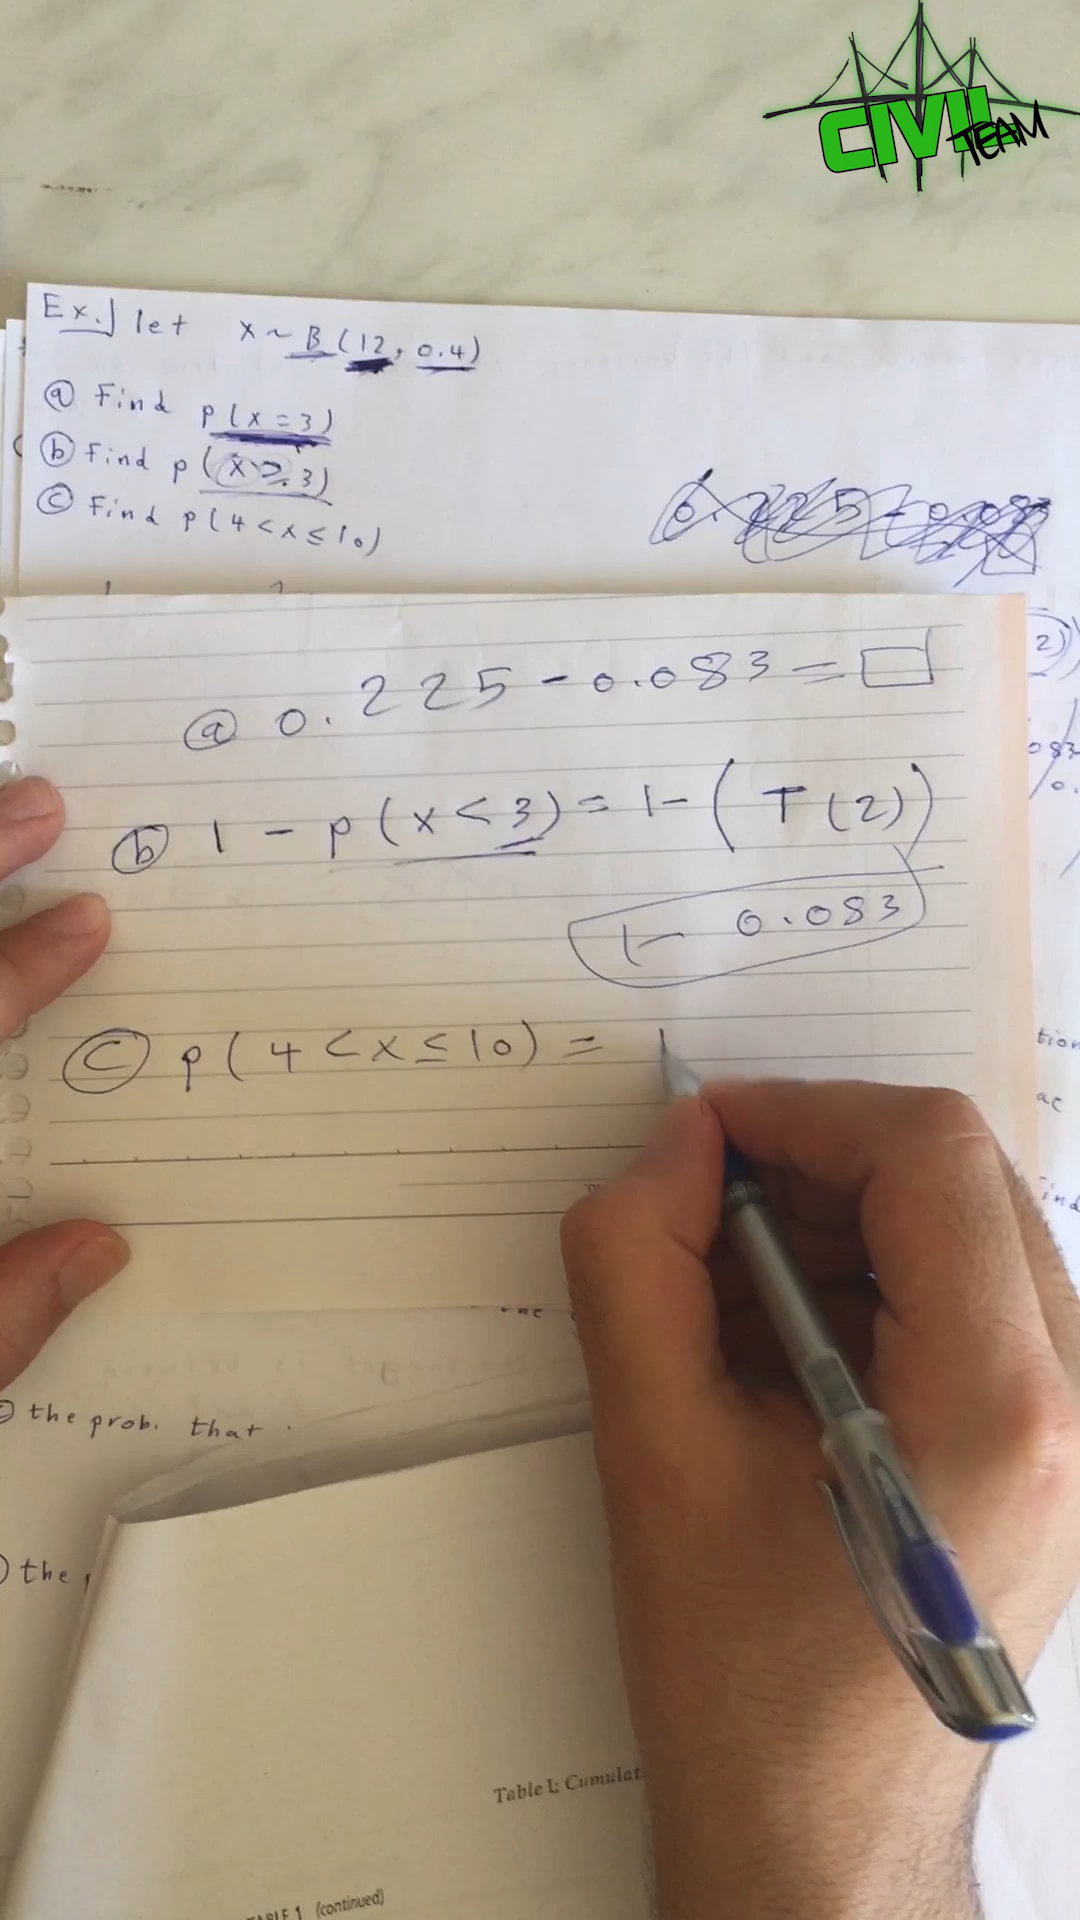 CIVIL
TEAM
Ex.] let x ~ B (12, 0.4)
ⓐ Find p(x = 3)
ⓑ Find p(x ≥ 3)
ⓒ Find p(4 < x ≤ 10)
ⓐ 0.225 - 0.083 = □
ⓑ 1 - p(x < 3) = 1 - (T(2))
1 - 0.083
ⓒ p(4 < x ≤ 10) =
the prob. that
the
Table I: Cumulat
TABLE 1 (continued)